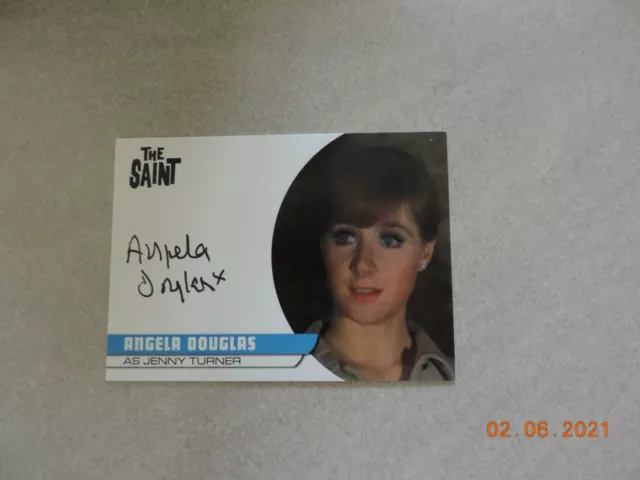 THE
SAINT
Angela
Douglas x
ANGELA DOUGLAS
AS JENNY TURNER
02.06.2021